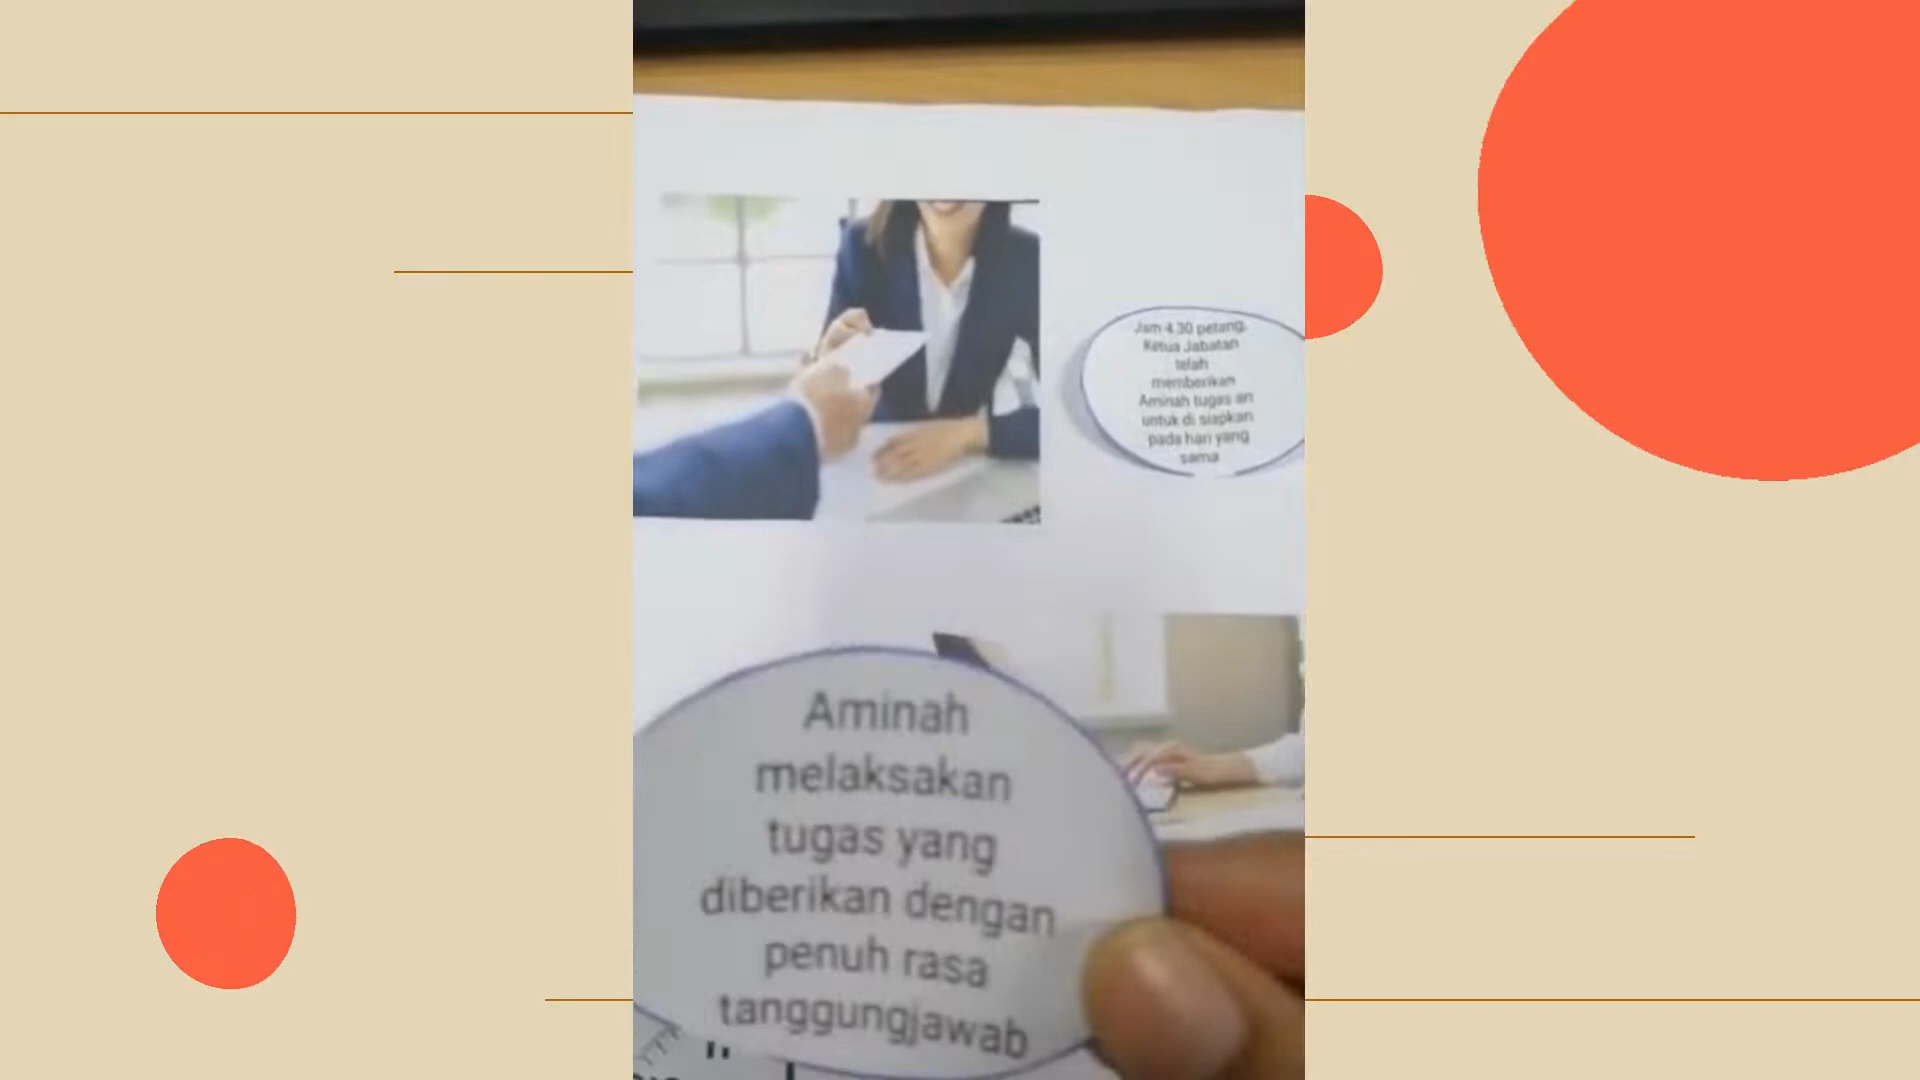 Jam 4.30 petang,
Ketua Jabatan
telah
memberikan
Aminah tugas an
untuk di siapkan
pada hari yang
sama
Aminah
melaksakan
tugas yang
diberikan dengan
penuh rasa
tanggungjawab